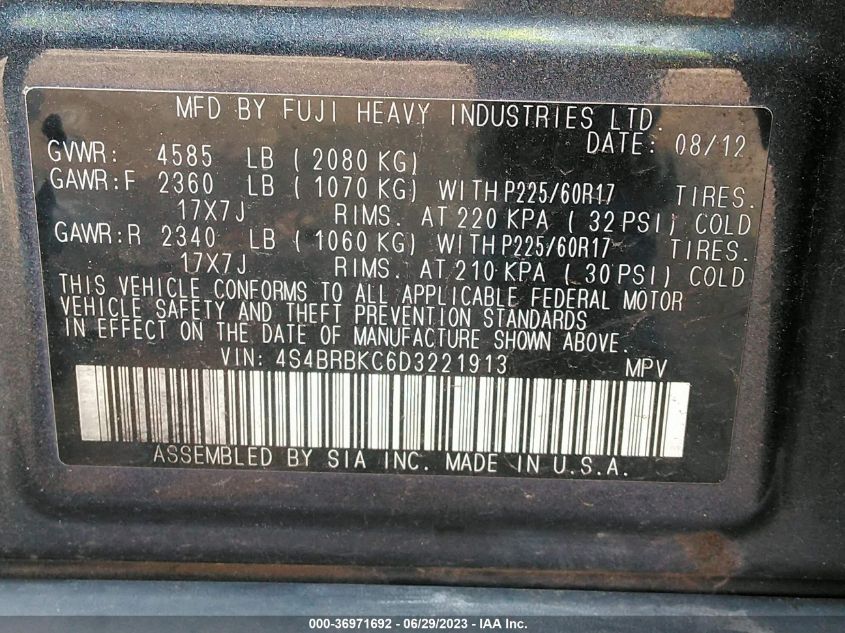 MFD BY FUJI HEAVY INDUSTRIES LTD.
DATE: 08/12
GVWR: 4585 LB ( 2080 KG)
GAWR:F 2360 LB ( 1070 KG) WITH P225/60R17 TIRES.
17X7J RIMS. AT 220 KPA ( 32 PSI) COLD
GAWR:R 2340 LB ( 1060 KG) WITH P225/60R17 TIRES.
17X7J RIMS. AT 210 KPA ( 30 PSI) COLD
THIS VEHICLE CONFORMS TO ALL APPLICABLE FEDERAL MOTOR
VEHICLE SAFETY AND THEFT PREVENTION STANDARDS
IN EFFECT ON THE DATE OF MANUFACTURE SHOWN ABOVE.
VIN: 4S4BRBKC6D3221913 MPV
ASSEMBLED BY SIA INC. MADE IN U.S.A.
000-36971692 - 06/29/2023 - IAA Inc.